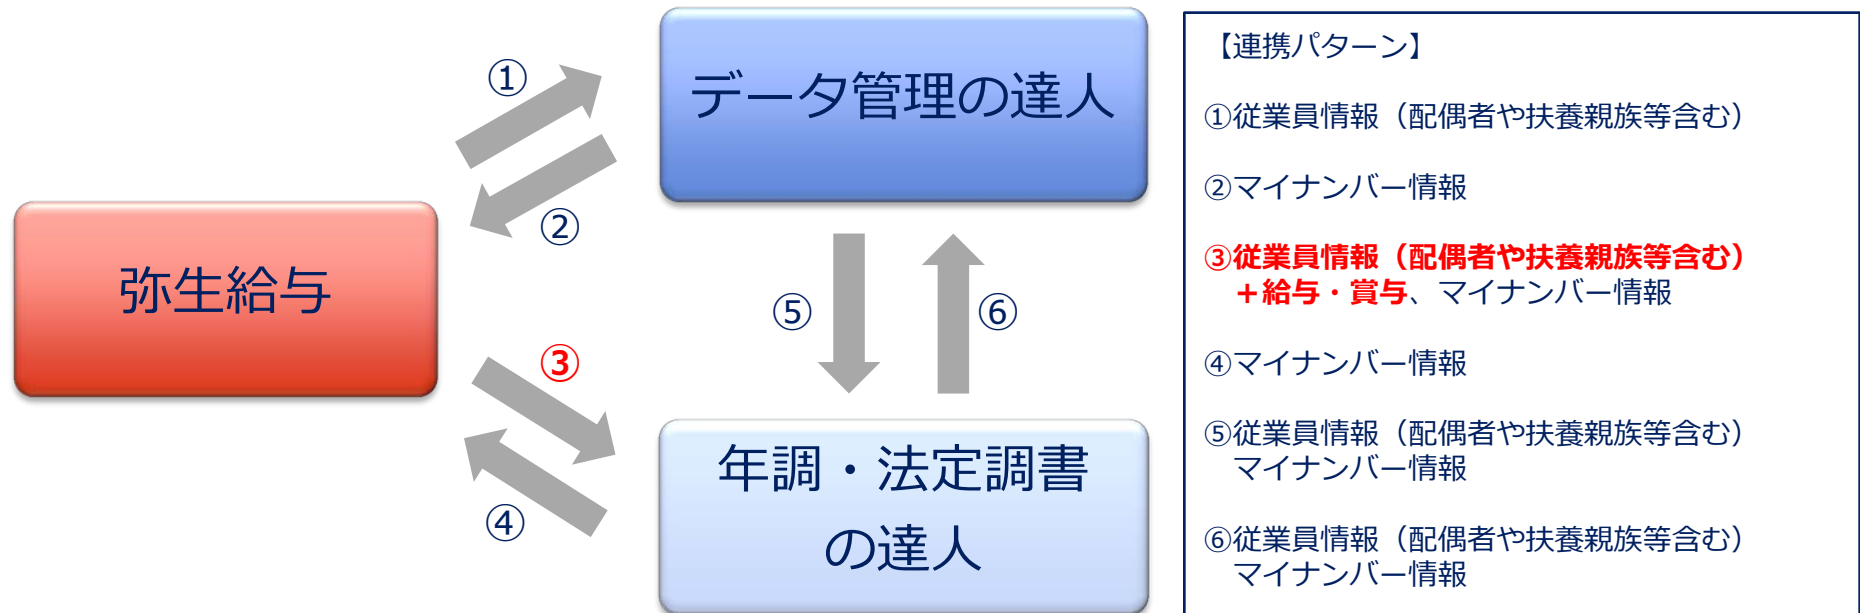 ①
データ管理の達人
②
弥生給与
⑤
⑥
③
④
年調・法定調書
の達人
【連携パターン】
①従業員情報（配偶者や扶養親族等含む）
②マイナンバー情報
③従業員情報（配偶者や扶養親族等含む）
＋給与・賞与、マイナンバー情報
④マイナンバー情報
⑤従業員情報（配偶者や扶養親族等含む）
マイナンバー情報
⑥従業員情報（配偶者や扶養親族等含む）
マイナンバー情報